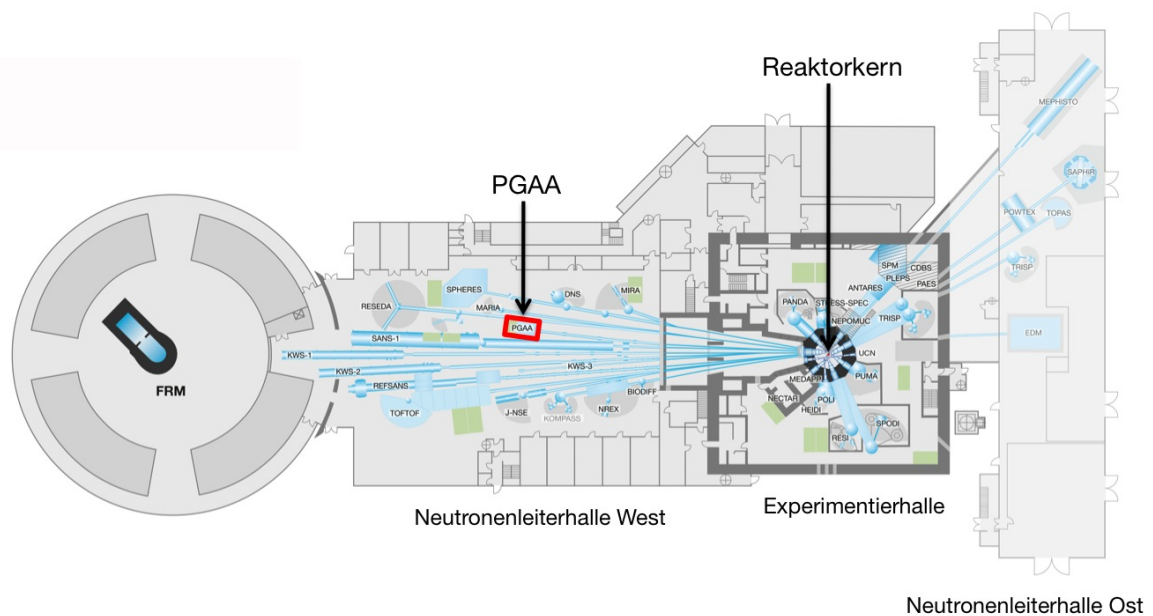 Reaktorkern
PGAA
MEPHISTO
SAPHIR
POWTEX
TOPAS
TRISP
EDM
SPM
CDBS
PLEPS
PAES
ANTARES
SPHERES
DNS
MIRA
RESEDA
MARIA
PGAA
PANDA
STRESS-SPEC
NEPOMUC
TRISP
SANS-1
KWS-1
KWS-2
KWS-3
REFSANS
UCN
PUMA
MEDAPP
NECTAR
POLI
HEIDI
BIODIFF
TOFTOF
J-NSE
KOMPASS
NREX
RESI
SPODI
FRM
Neutronenleiterhalle West
Experimentierhalle
Neutronenleiterhalle Ost